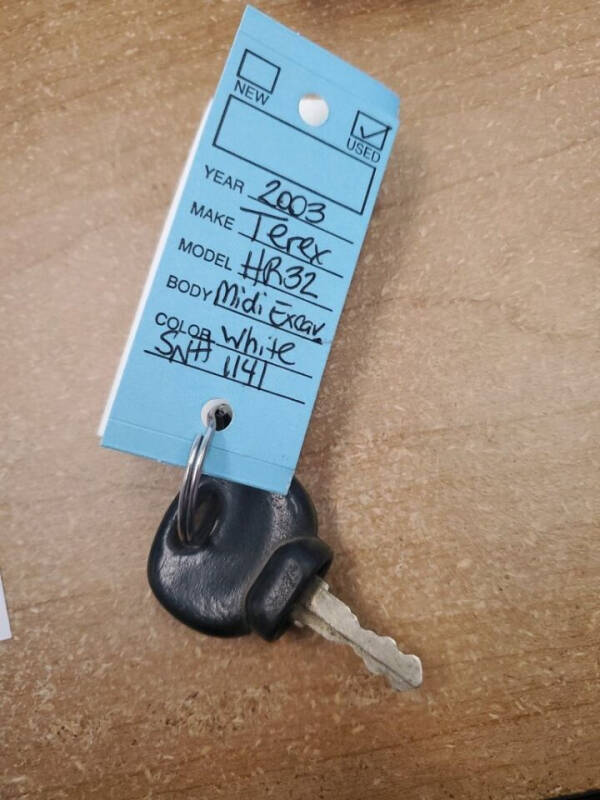 NEW
USED
YEAR 2003
MAKE Terex
MODEL HR32
BODY Midi Excav.
COLOR White
SN# 1141